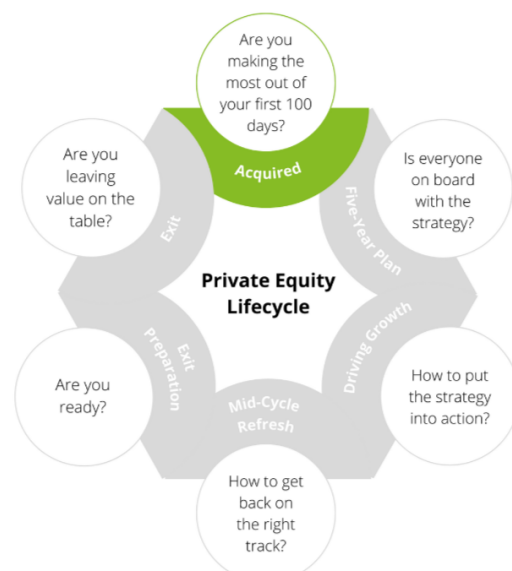 Are you
making the
most out of
your first 100
days?
Acquired
Is everyone
on board
with the
strategy?
Five-Year Plan
How to put
the strategy
into action?
Driving Growth
How to get
back on
the right
track?
Mid-Cycle
Refresh
Are you
ready?
Exit
Preparation
Are you
leaving
value on the
table?
Exit
Private Equity
Lifecycle